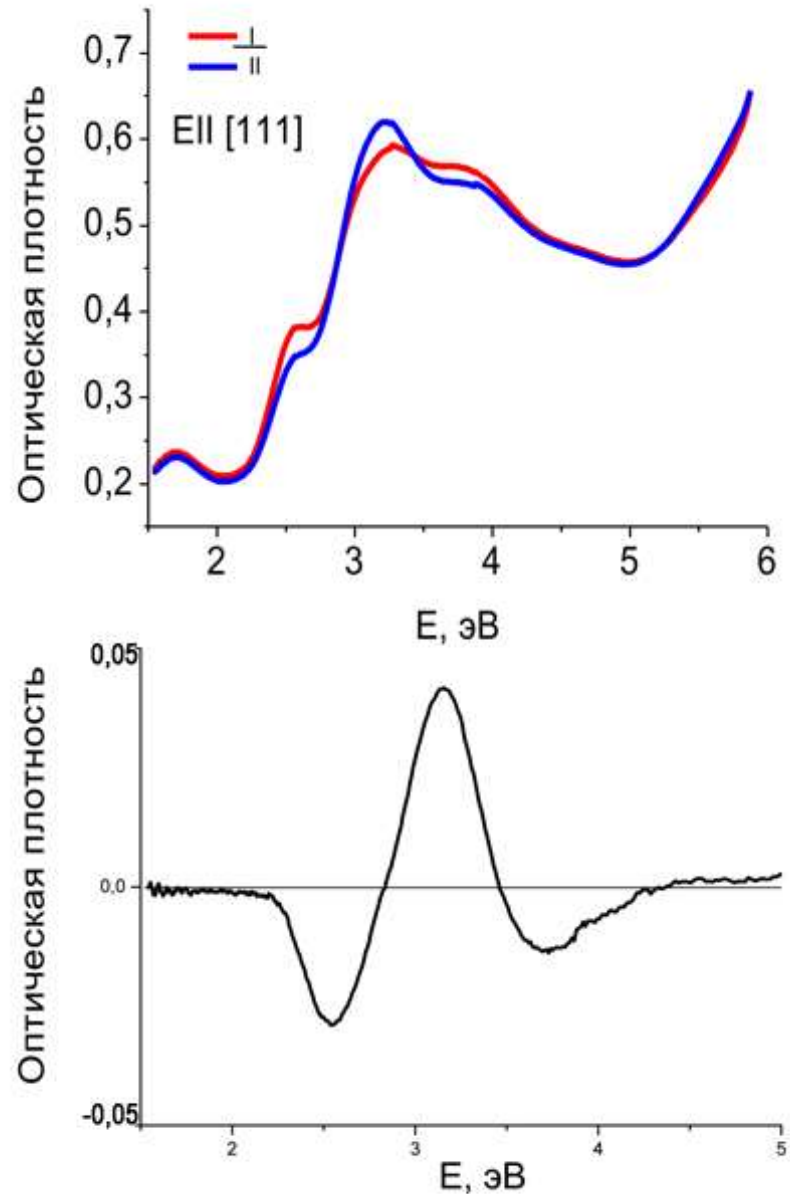 0,7
⊥
II
0,6
EII [111]
0,5
0,4
0,3
0,2
Оптическая плотность
2 3 4 5 6
Е, эВ
0,05
0,0
-0,05
Оптическая плотность
2 3 4 5
Е, эВ